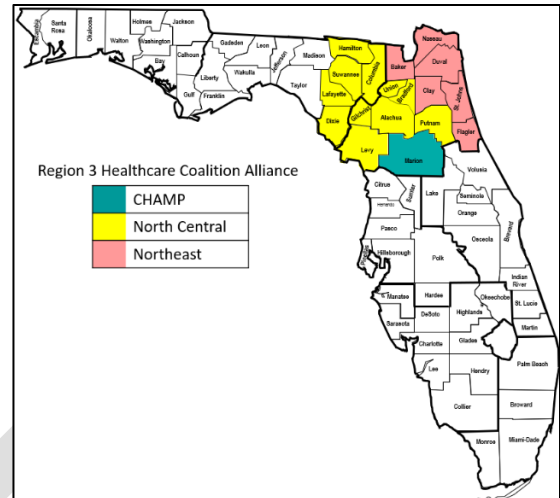 Escambia
Santa
Rosa
Okaloosa
Walton
Holmes
Washington
Jackson
Bay
Calhoun
Gulf
Liberty
Franklin
Gadsden
Leon
Wakulla
Jefferson
Madison
Taylor
Hamilton
Suwannee
Lafayette
Dixie
Columbia
Baker
Nassau
Duval
Clay
St. Johns
Union
Bradford
Gilchrist
Alachua
Putnam
Flagler
Levy
Marion
Region 3 Healthcare Coalition Alliance
CHAMP
North Central
Northeast
Volusia
Citrus
Sumter
Lake
Hernando
Seminole
Orange
Pasco
Brevard
Osceola
Pinellas
Hillsborough
Polk
Indian
River
Manatee
Hardee
Okeechobee
St. Lucie
Highlands
Sarasota
DeSoto
Martin
Charlotte
Glades
Lee
Hendry
Palm Beach
Collier
Broward
Monroe
Miami-Dade